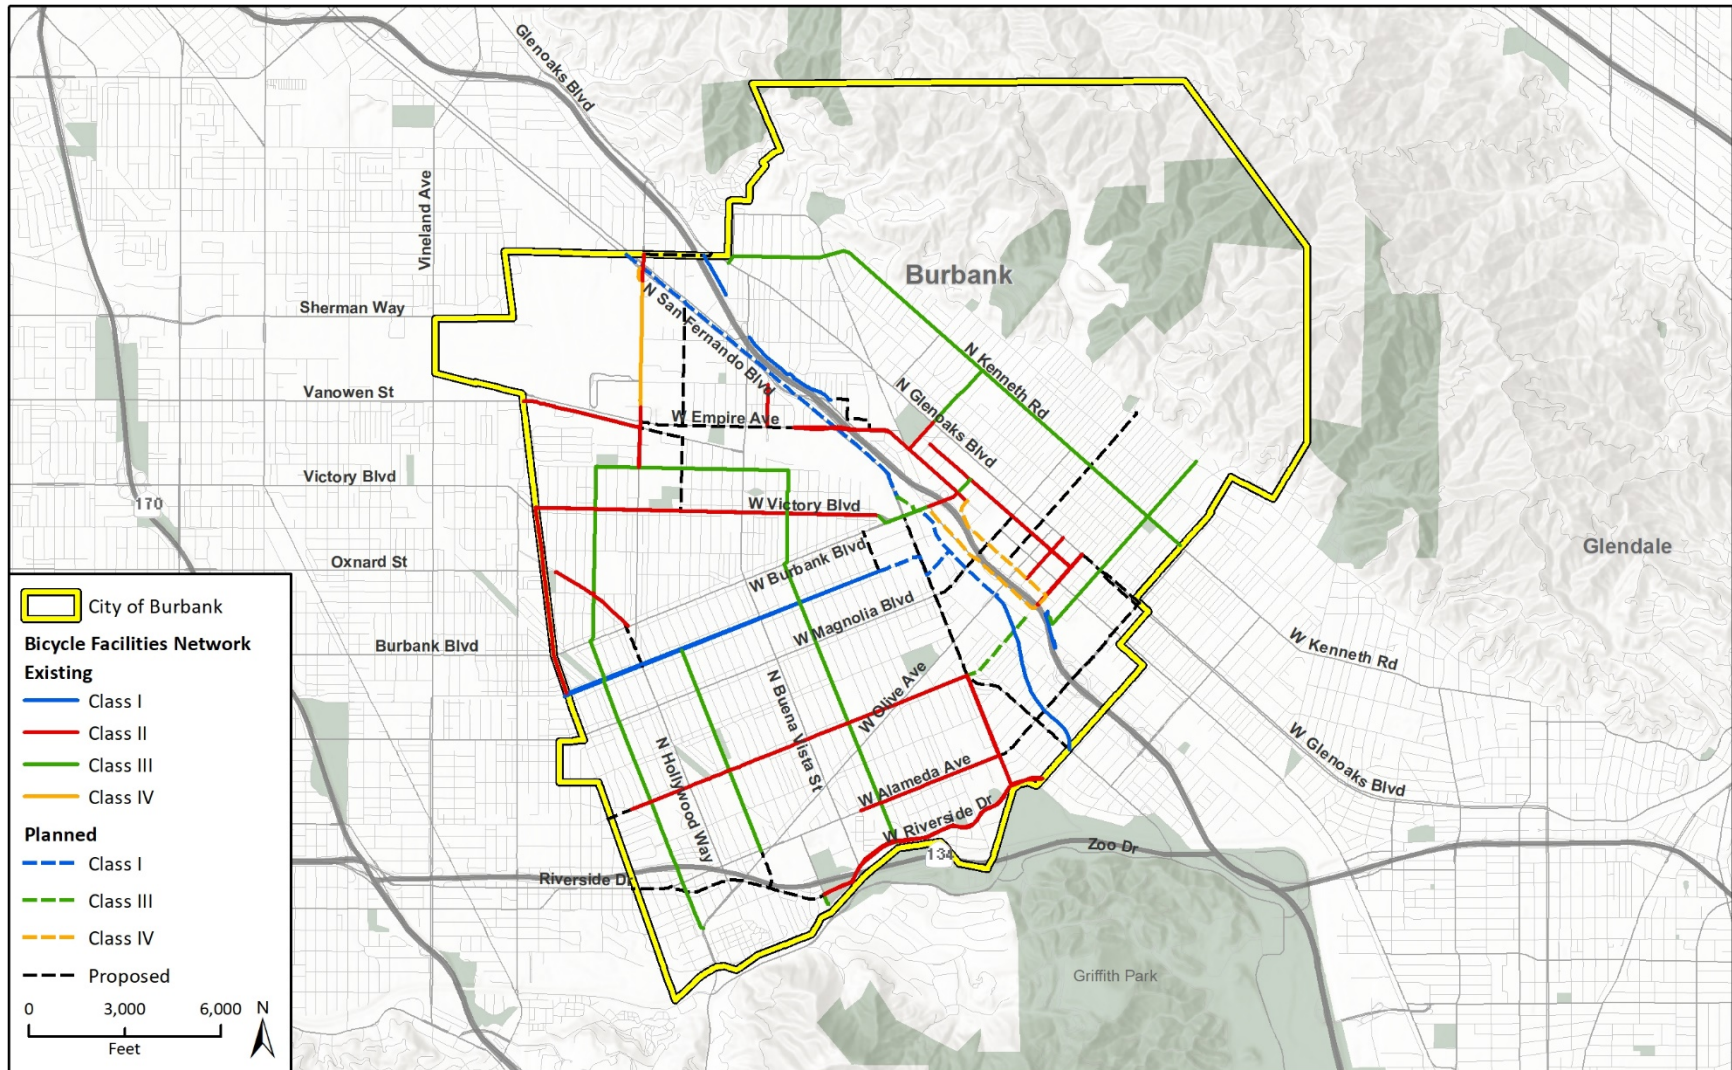 Glenoaks Blvd
Vineland Ave
Burbank
Sherman Way
N San Fernando Blvd
N Kenneth Rd
Vanowen St
N Glenoaks Blvd
W Empire Ave
Victory Blvd
170
W Victory Blvd
Oxnard St
W Burbank Blvd
Glendale
W Magnolia Blvd
Burbank Blvd
W Kenneth Rd
N Buena Vista St
W Olive Ave
N Hollywood Way
W Glenoaks Blvd
W Alameda Ave
W Riverside Dr
134
Zoo Dr
Riverside Dr
Griffith Park
City of Burbank
Bicycle Facilities Network
Existing
Class I
Class II
Class III
Class IV
Planned
Class I
Class III
Class IV
Proposed
0 3,000 6,000 N
Feet